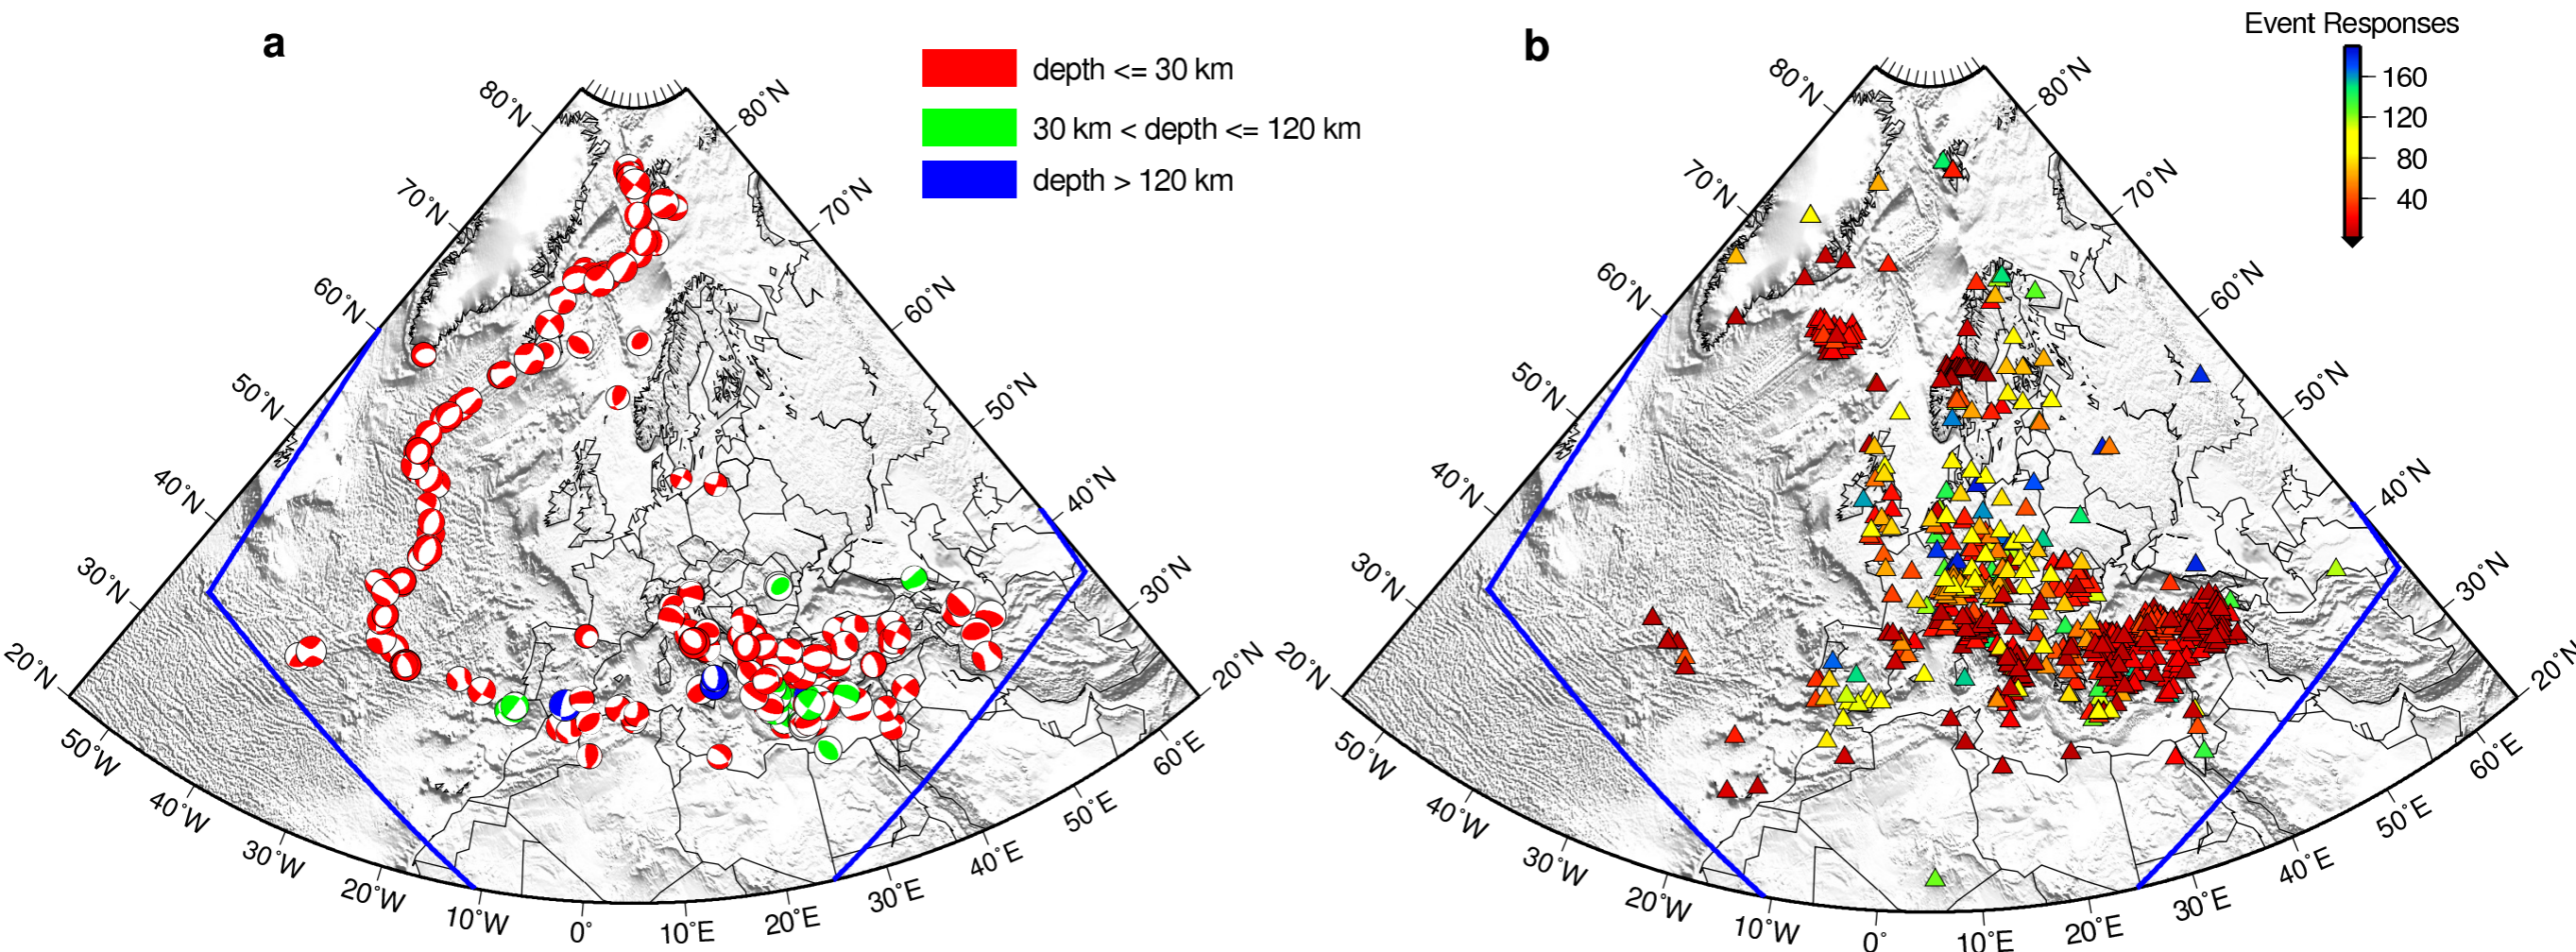 a
depth <= 30 km
30 km < depth <= 120 km
depth > 120 km
80°N
70°N
60°N
50°N
40°N
30°N
20°N
80°N
70°N
60°N
50°N
40°N
30°N
20°N
50°W
40°W
30°W
20°W
10°W
0°
10°E
20°E
30°E
40°E
50°E
60°E
b
Event Responses
160
120
80
40
80°N
70°N
60°N
50°N
40°N
30°N
20°N
80°N
70°N
60°N
50°N
40°N
30°N
20°N
50°W
40°W
30°W
20°W
10°W
0°
10°E
20°E
30°E
40°E
50°E
60°E